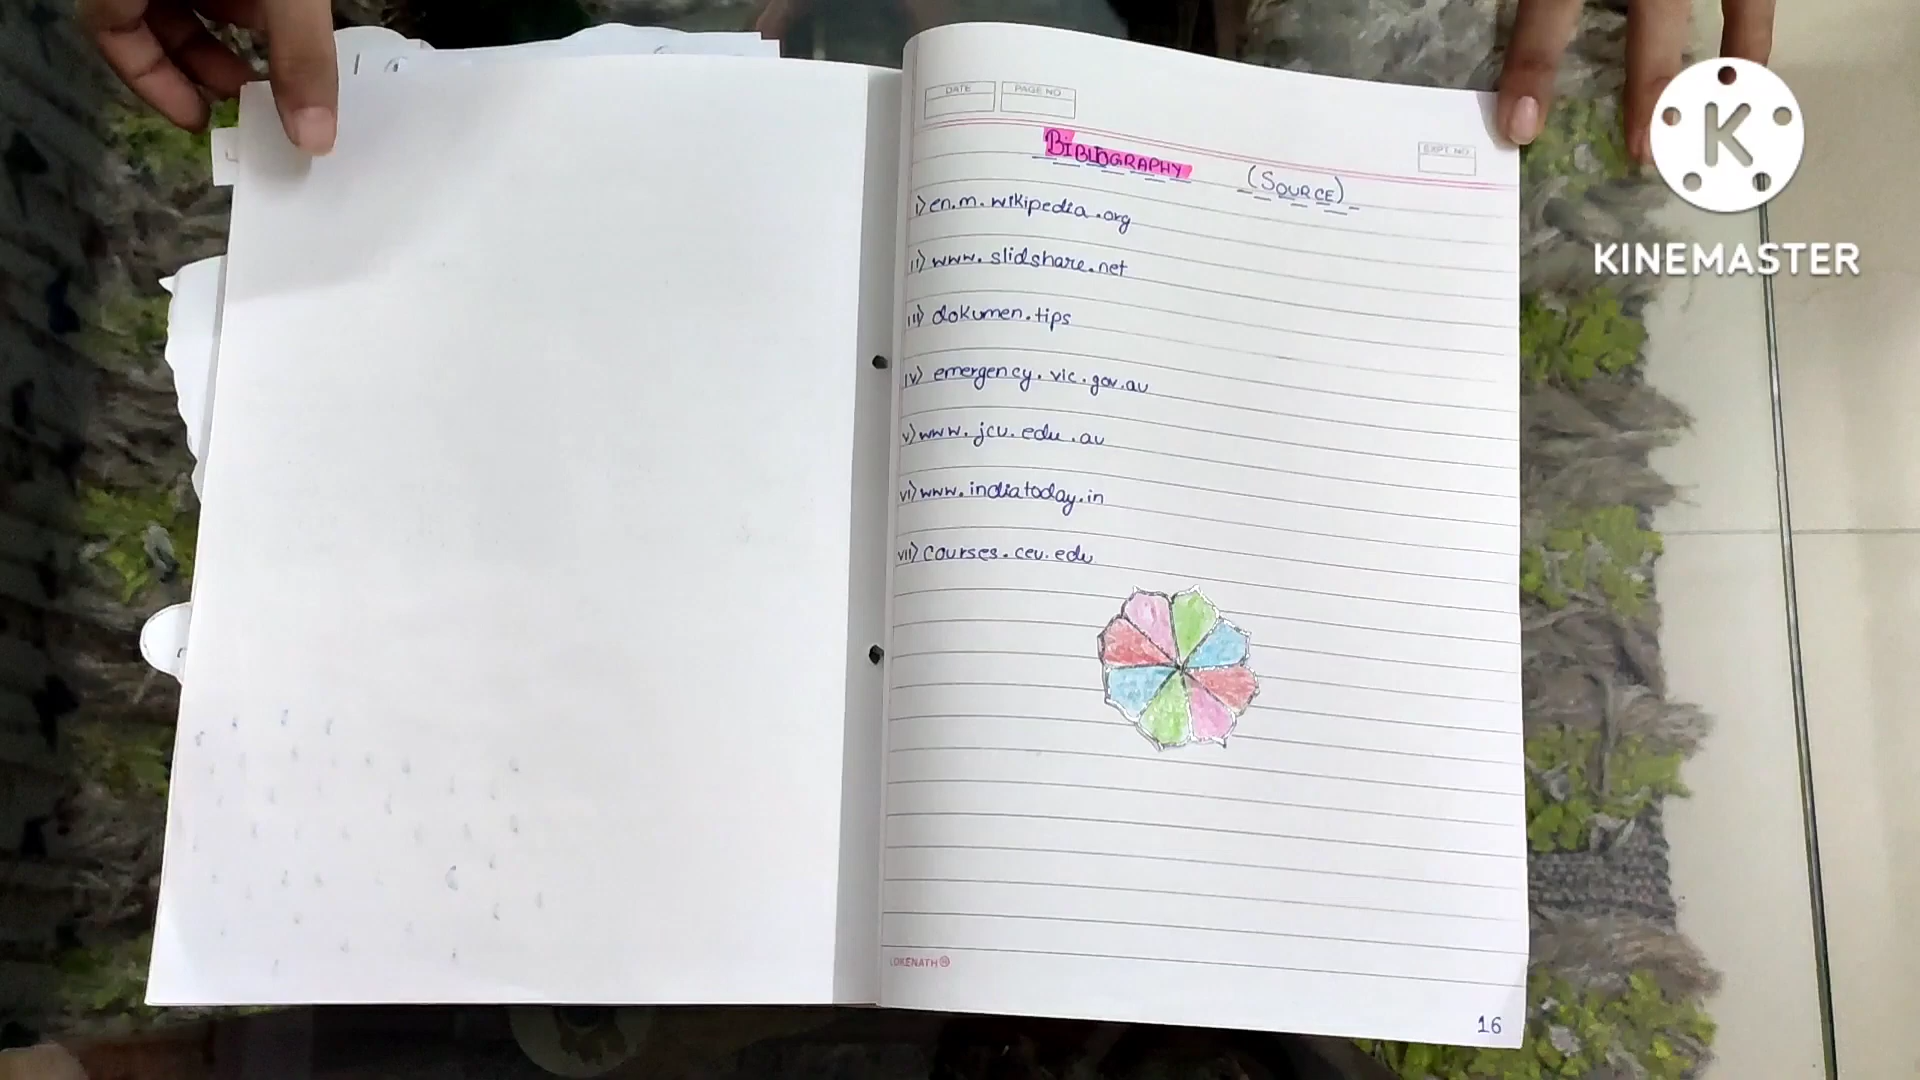 DATE
PAGE NO
EXPT. NO
BIBLIOGRAPHY (SOURCE)
i) en.m.wikipedia.org
ii) www.slidshare.net
iii) dokumen.tips
iv) emergency.vic.gov.au
v) www.jcu.edu.au
vi) www.indiatoday.in
vii) courses.ceu.edu
LOKENATH
16
K
KINEMASTER